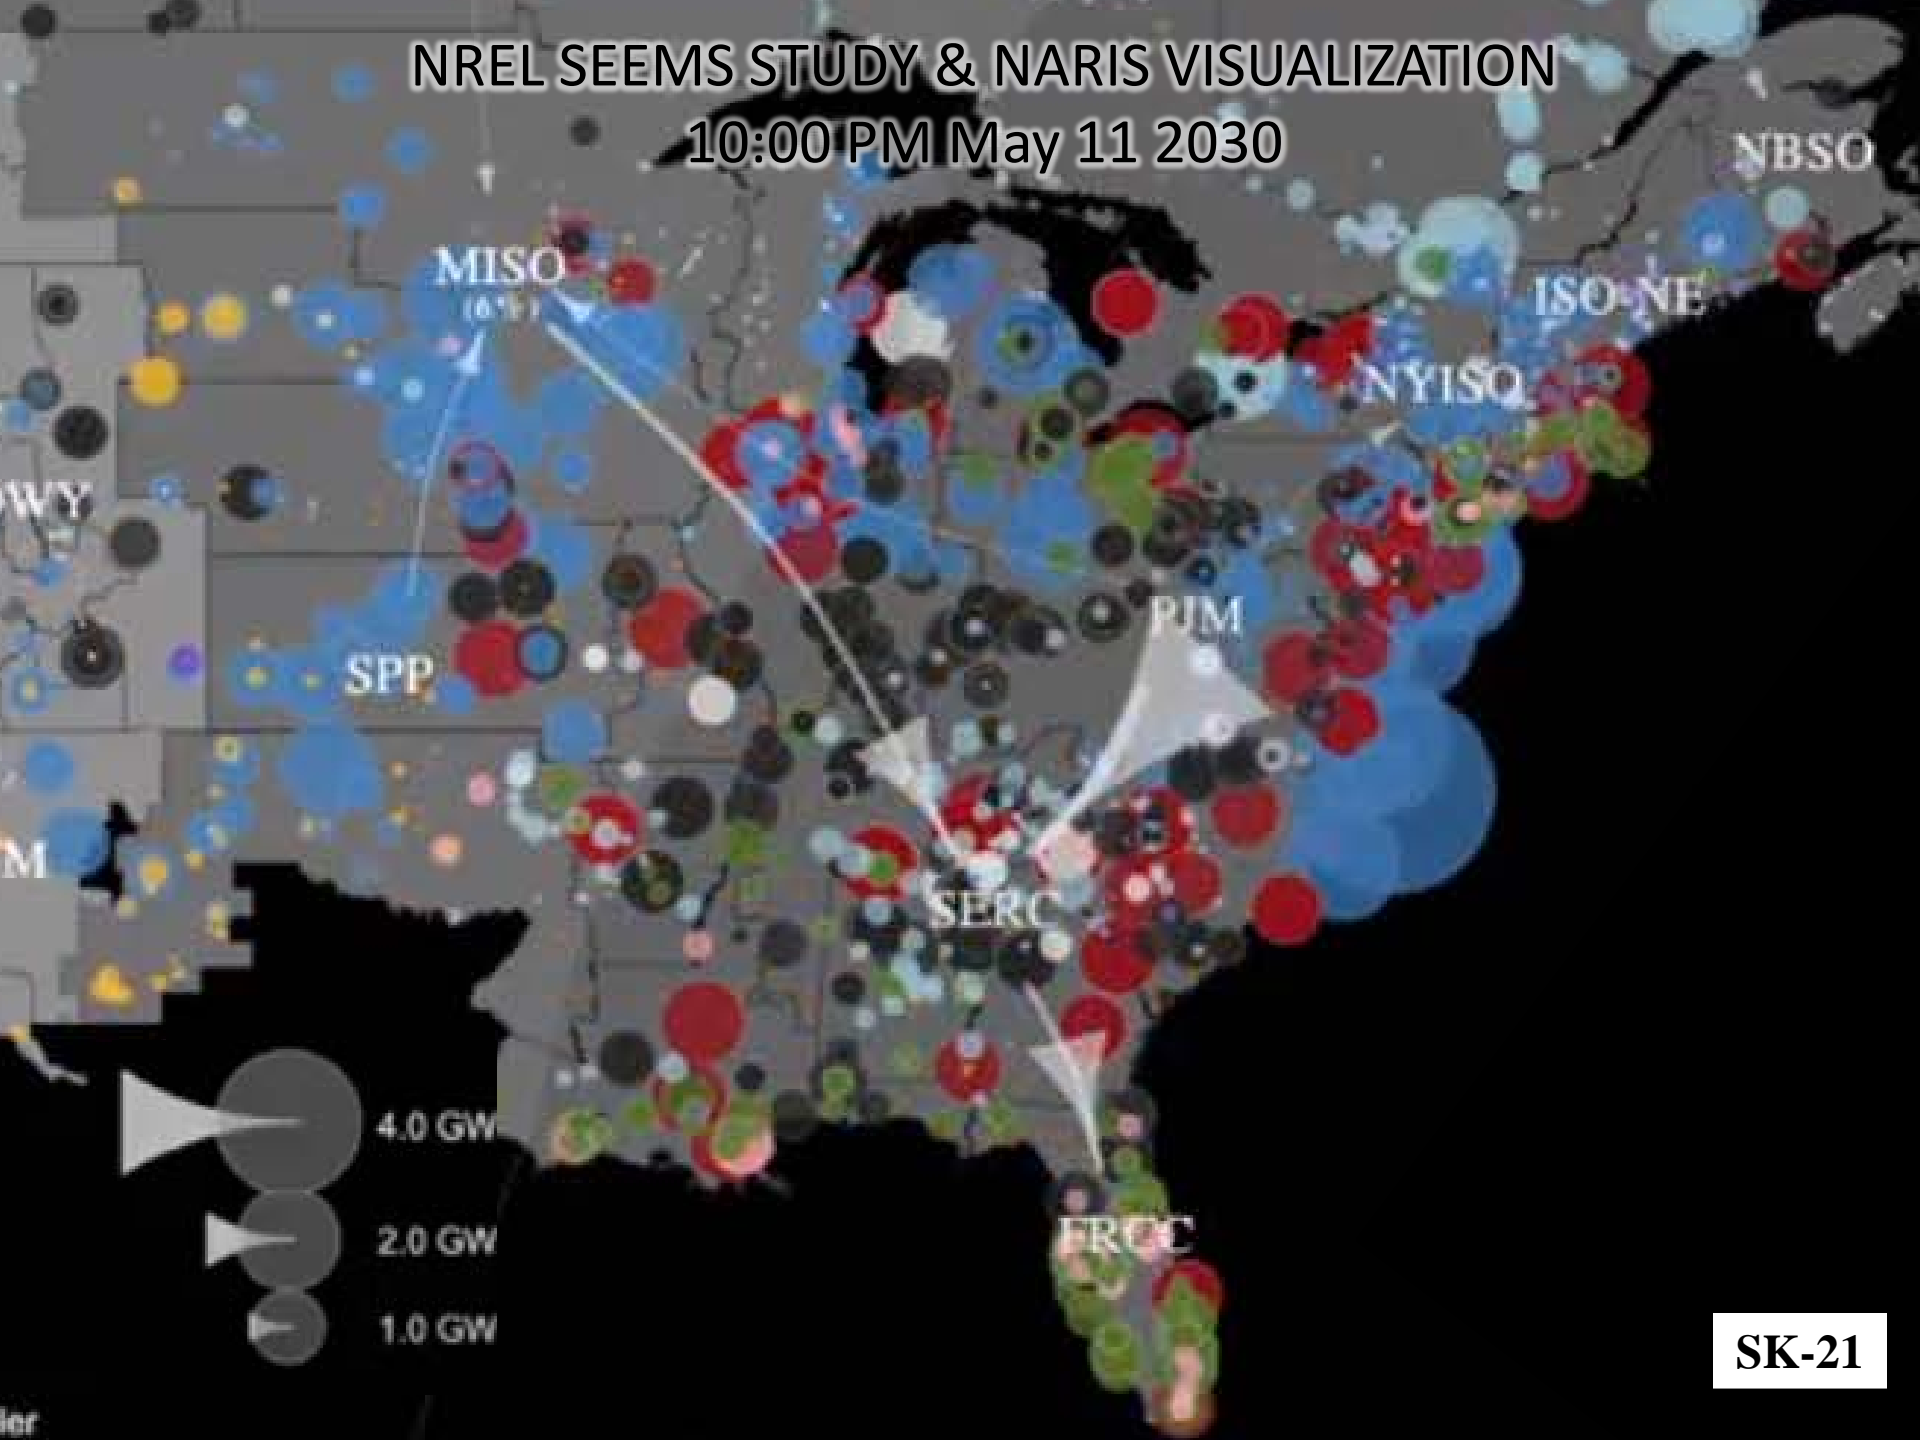 NREL SEEMS STUDY & NARIS VISUALIZATION
10:00 PM May 11 2030
NBSO
MISO
ISO-NE
NYISO
WY
PJM
SPP
M
SERC
4.0 GW
FRCC
2.0 GW
1.0 GW
SK-21
ler